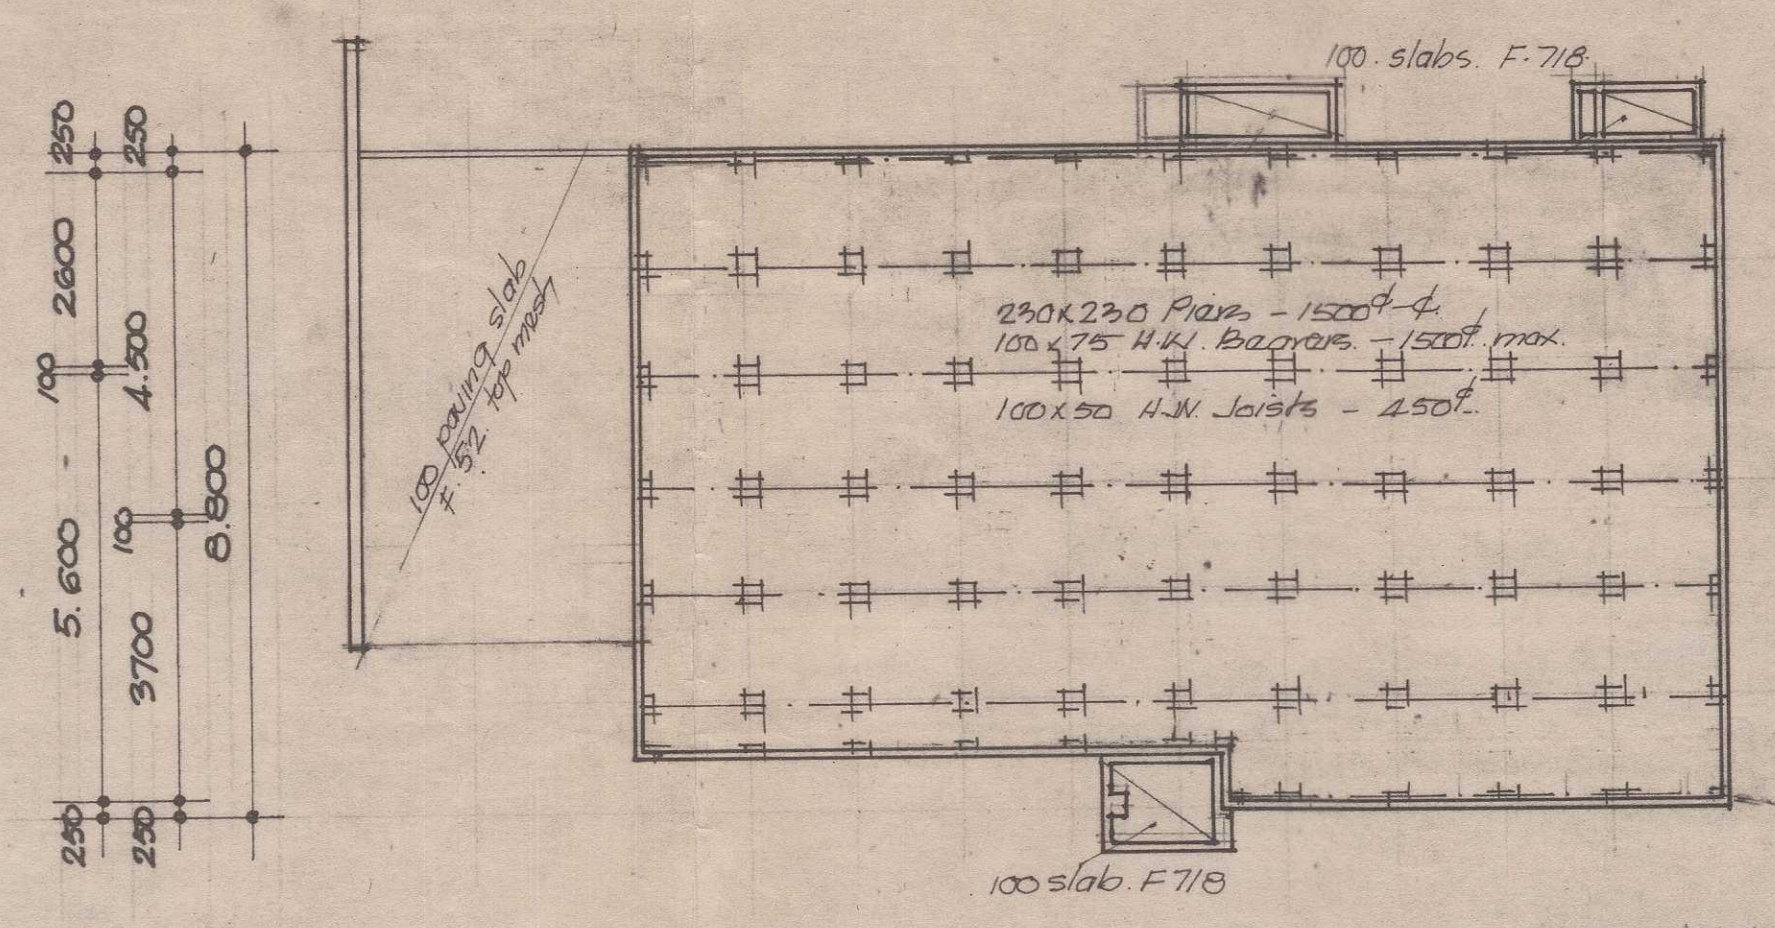 100. slabs. F.718.
250
250
2600
100
4.500
8.800
5.600
100
3700
250
250
100 paving slab
F. 52. top mesh
230x230 Piers - 1500℄-℄.
100x75 H.W. Bearers. - 1500℄. max.
100x50 H.W. Joists - 450℄.
100 slab. F718